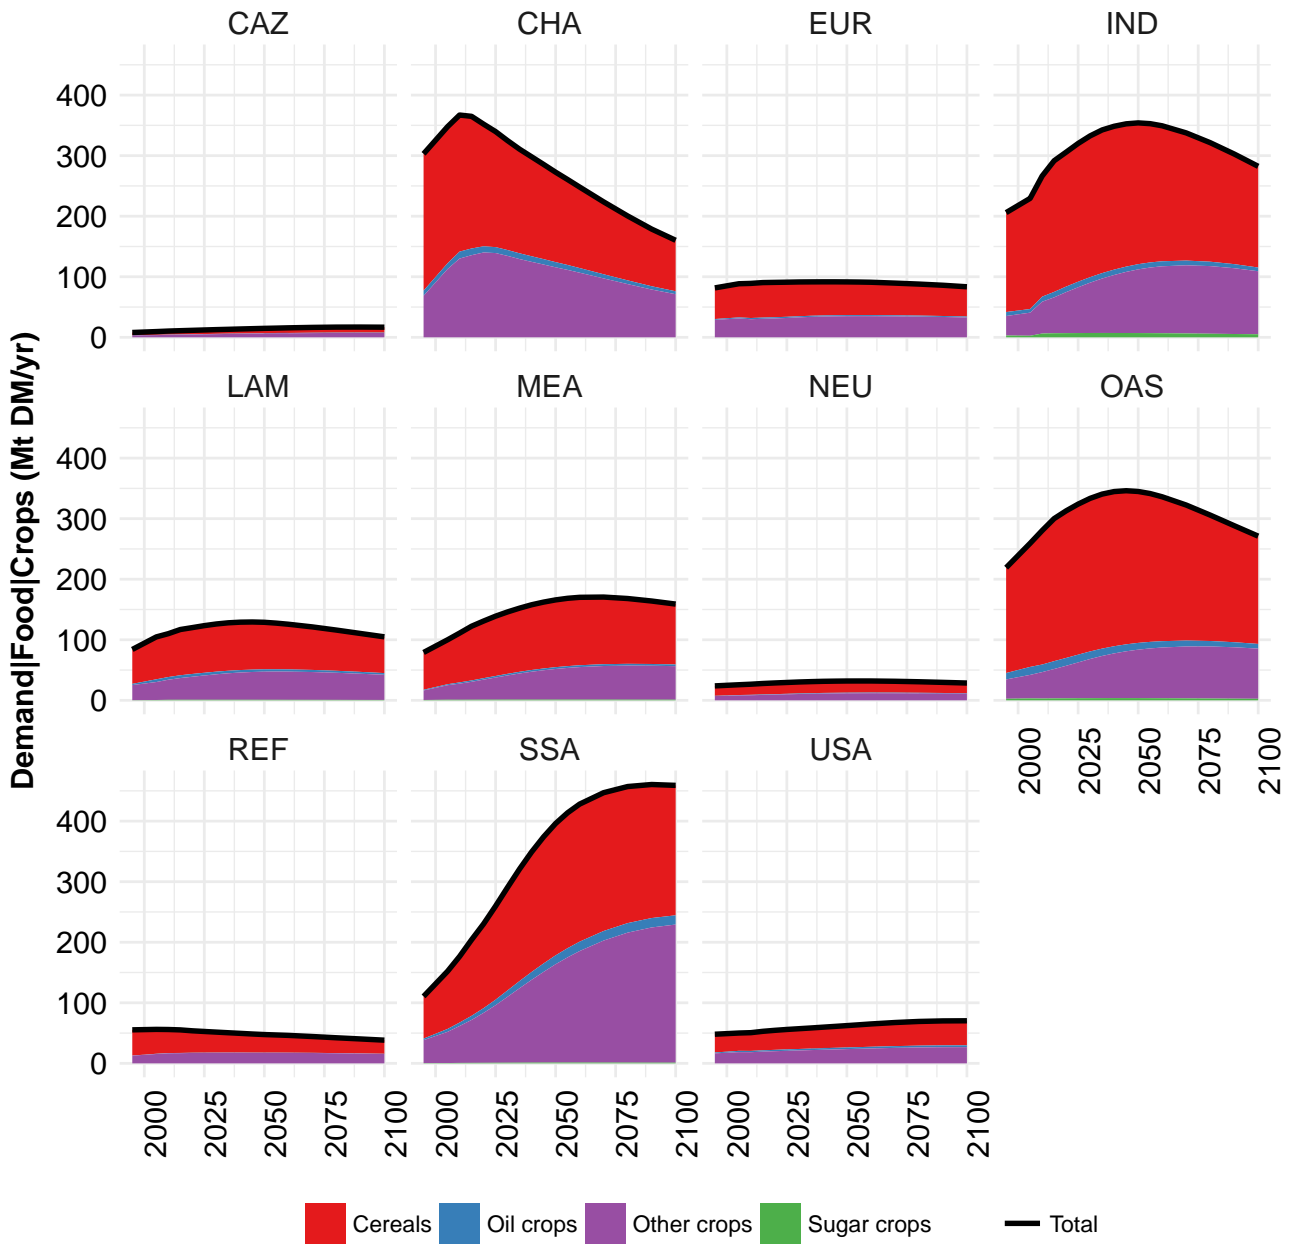 CAZ CHA EUR IND
400
300
200
100
0
LAM MEA NEU OAS
400
300
200
100
0
2000 2025 2050 2075 2100
REF SSA USA
400
300
200
100
0
2000 2025 2050 2075 2100 2000 2025 2050 2075 2100 2000 2025 2050 2075 2100
Demand|Food|Crops (Mt DM/yr)
Cereals Oil crops Other crops Sugar crops Total